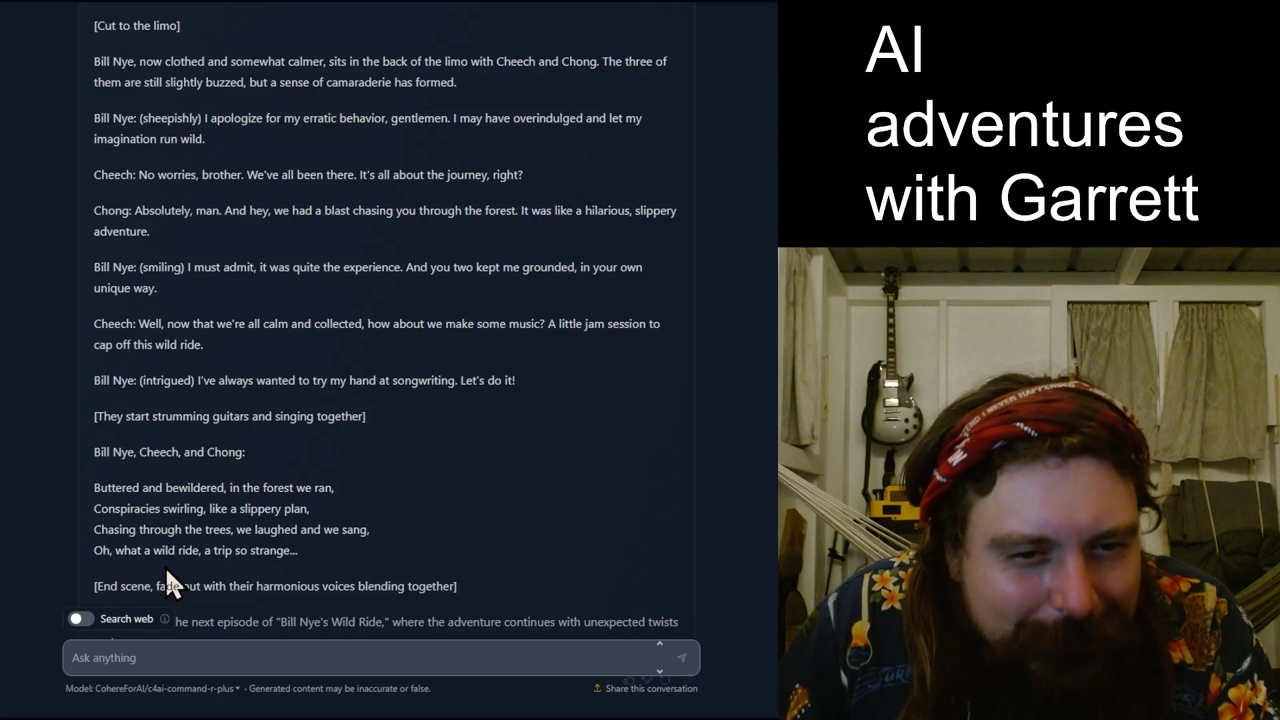 [Cut to the limo]
Bill Nye, now clothed and somewhat calmer, sits in the back of the limo with Cheech and Chong. The three of
them are still slightly buzzed, but a sense of camaraderie has formed.
Bill Nye: (sheepishly) I apologize for my erratic behavior, gentlemen. I may have overindulged and let my
imagination run wild.
Cheech: No worries, brother. We've all been there. It's all about the journey, right?
Chong: Absolutely, man. And hey, we had a blast chasing you through the forest. It was like a hilarious, slippery
adventure.
Bill Nye: (smiling) I must admit, it was quite the experience. And you two kept me grounded, in your own
unique way.
Cheech: Well, now that we're all calm and collected, how about we make some music? A little jam session to
cap off this wild ride.
Bill Nye: (intrigued) I've always wanted to try my hand at songwriting. Let's do it!
[They start strumming guitars and singing together]
Bill Nye, Cheech, and Chong:
Buttered and bewildered, in the forest we ran,
Conspiracies swirling, like a slippery plan,
Chasing through the trees, we laughed and we sang,
Oh, what a wild ride, a trip so strange...
[End scene, fade out with their harmonious voices blending together]
Search web
he next episode of "Bill Nye's Wild Ride," where the adventure continues with unexpected twists
Ask anything
Model: CohereForAI/c4ai-command-r-plus · Generated content may be inaccurate or false.
Share this conversation
AI
adventures
with Garrett